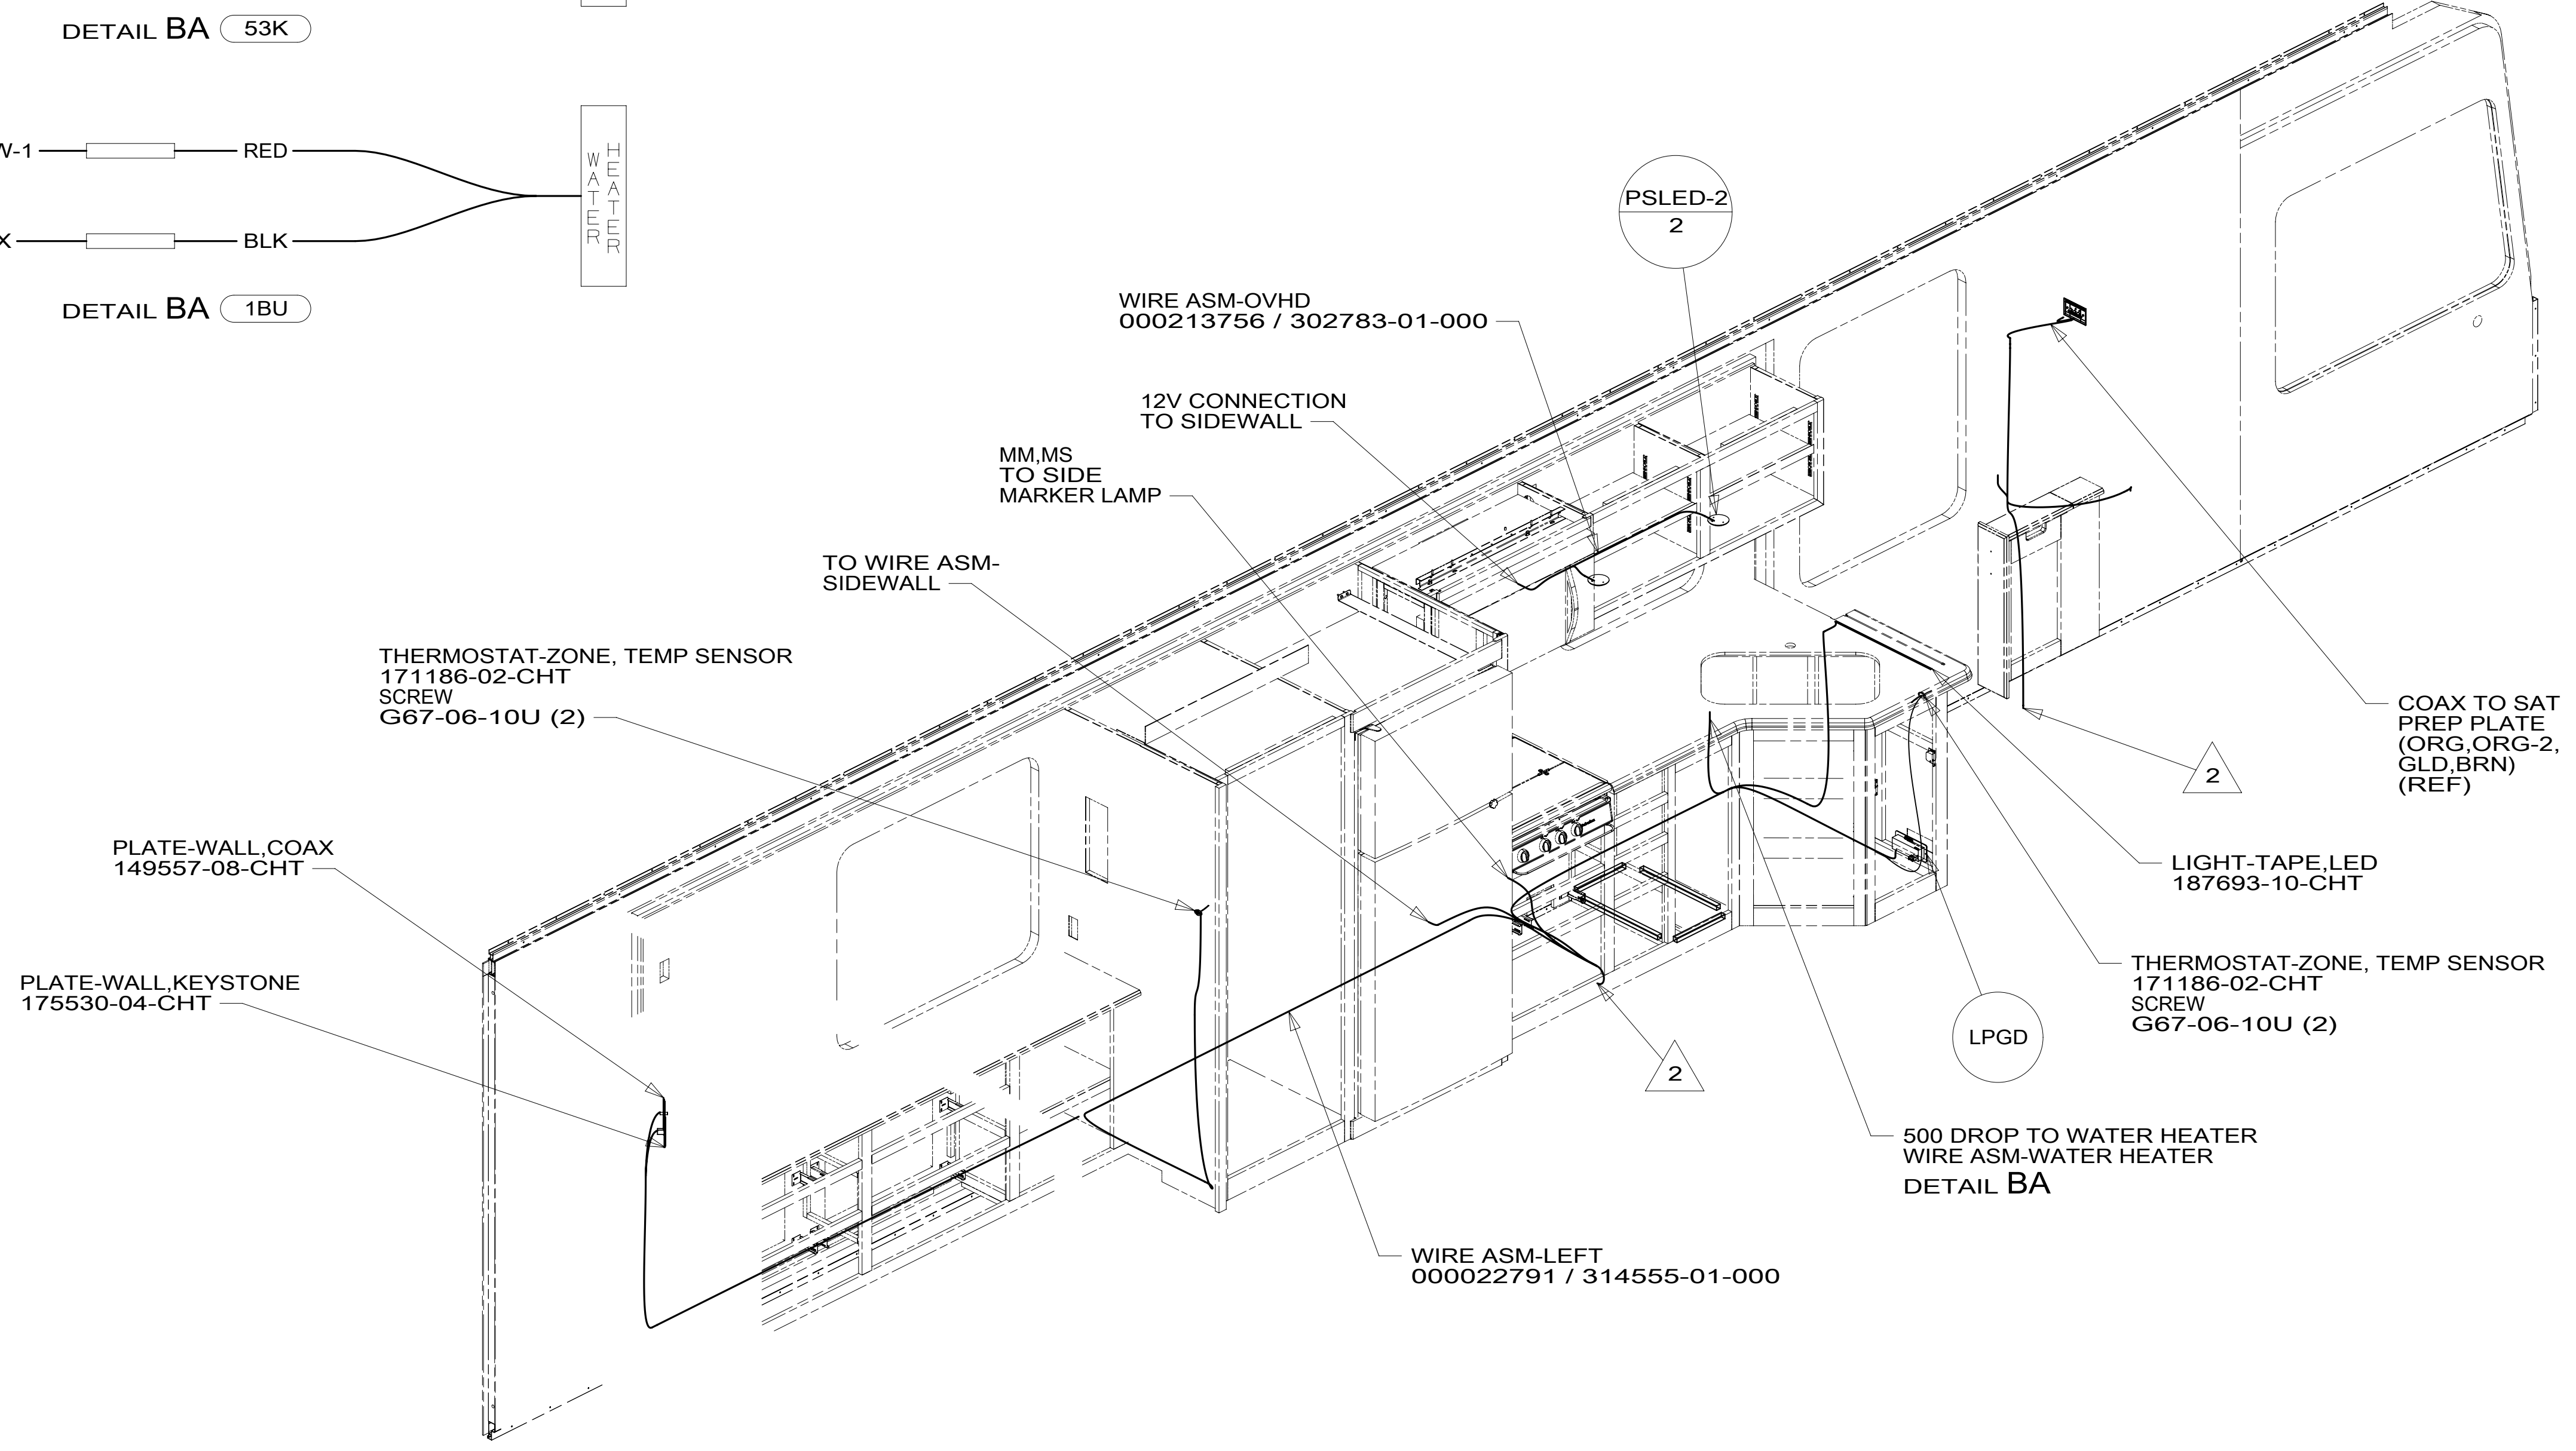 DETAIL BA 53K
W-1 RED
WATER
HEATER
X BLK
DETAIL BA 1BU
PSLED-2
2
WIRE ASM-OVHD
000213756 / 302783-01-000
12V CONNECTION
TO SIDEWALL
MM,MS
TO SIDE
MARKER LAMP
TO WIRE ASM-
SIDEWALL
THERMOSTAT-ZONE, TEMP SENSOR
171186-02-CHT
SCREW
G67-06-10U (2)
PLATE-WALL,COAX
149557-08-CHT
PLATE-WALL,KEYSTONE
175530-04-CHT
COAX TO SAT
PREP PLATE
(ORG,ORG-2,
GLD,BRN)
(REF)
2
LIGHT-TAPE,LED
187693-10-CHT
THERMOSTAT-ZONE, TEMP SENSOR
171186-02-CHT
SCREW
G67-06-10U (2)
LPGD
2
500 DROP TO WATER HEATER
WIRE ASM-WATER HEATER
DETAIL BA
WIRE ASM-LEFT
000022791 / 314555-01-000